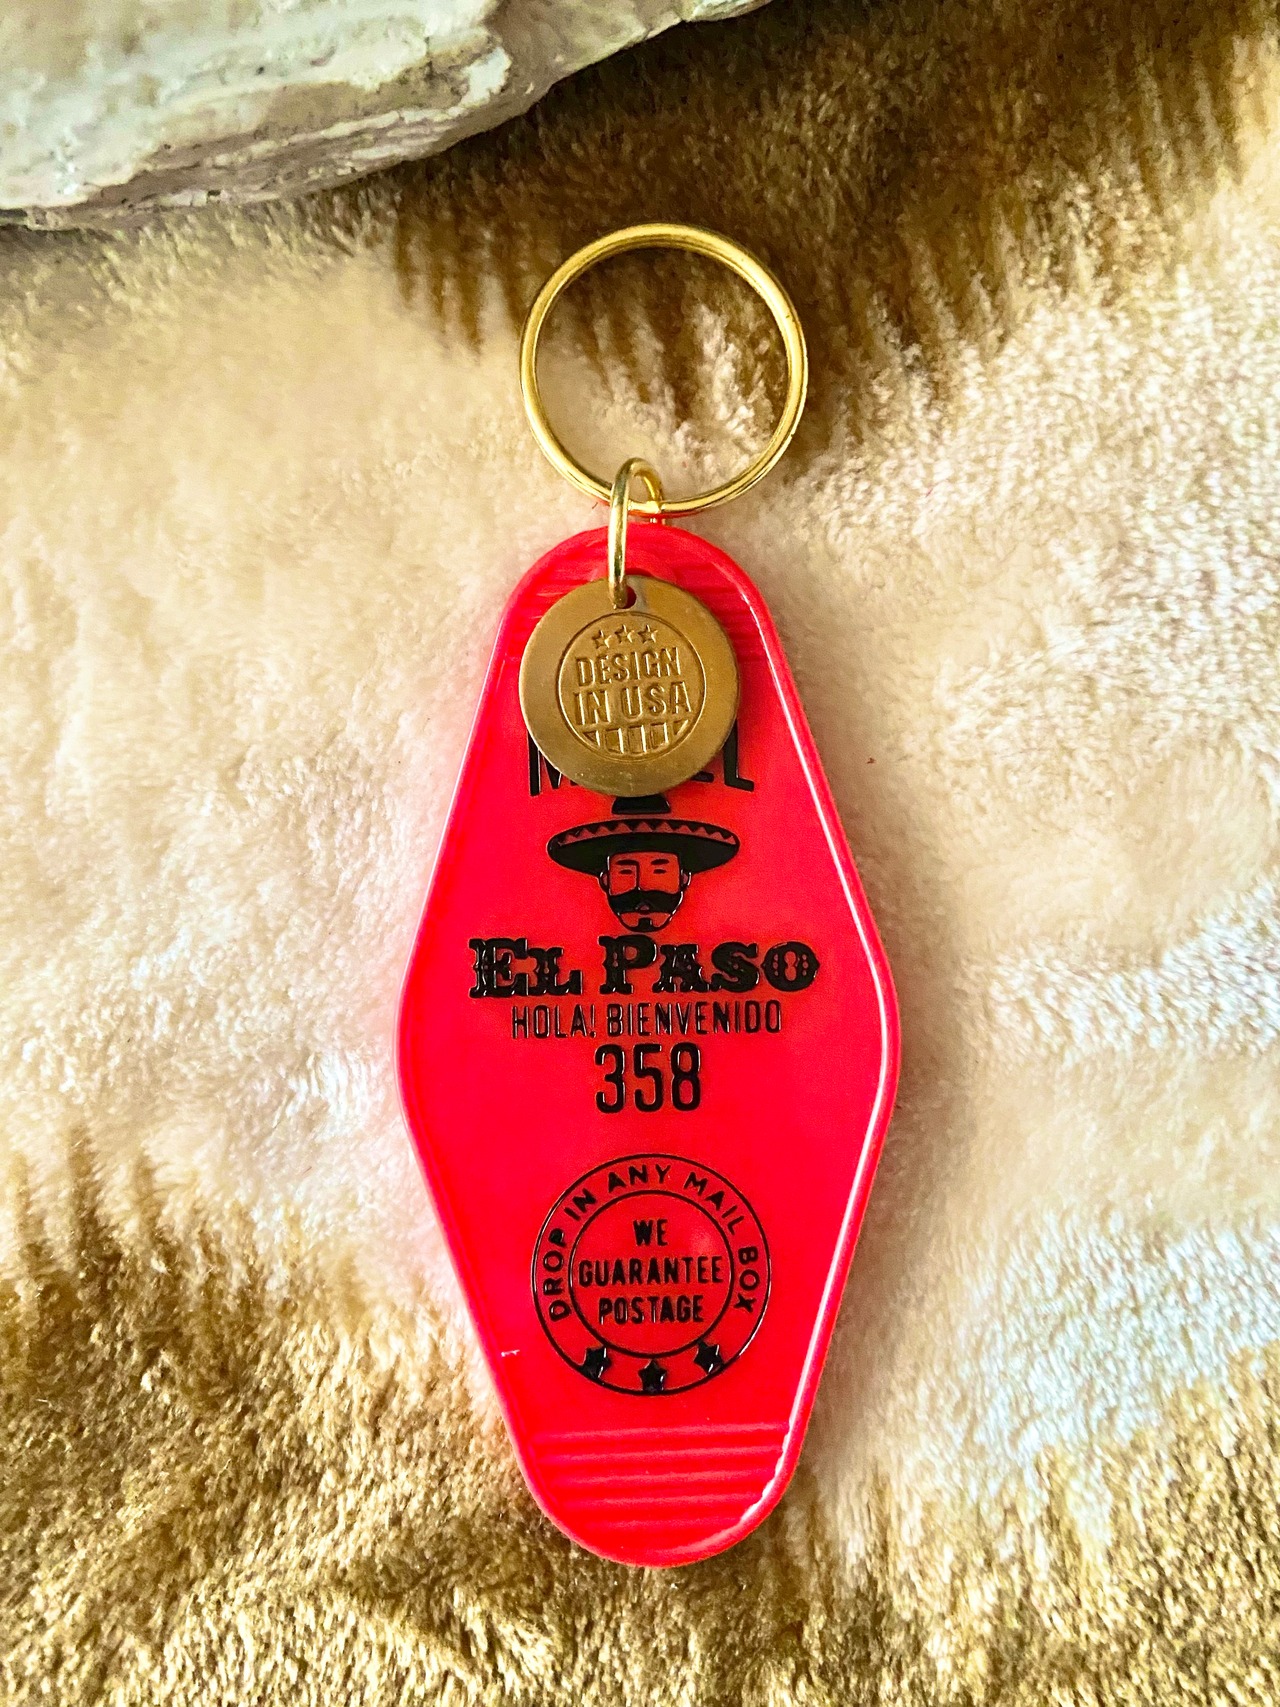 DESIGN
IN USA
EL PASO
HOLA! BIENVENIDO
358
DROP IN ANY MAIL BOX
WE
GUARANTEE
POSTAGE